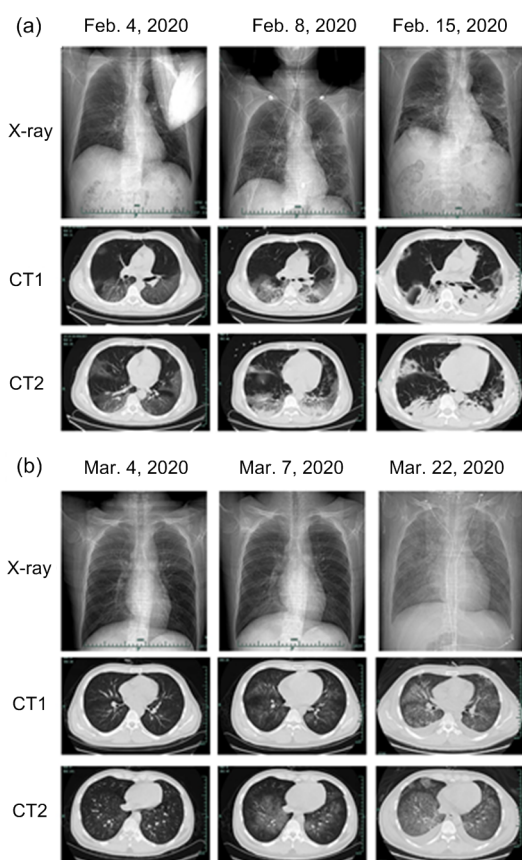 (a)
Feb. 4, 2020 Feb. 8, 2020 Feb. 15, 2020
X-ray
CT1
CT2
(b)
Mar. 4, 2020 Mar. 7, 2020 Mar. 22, 2020
X-ray
CT1
CT2